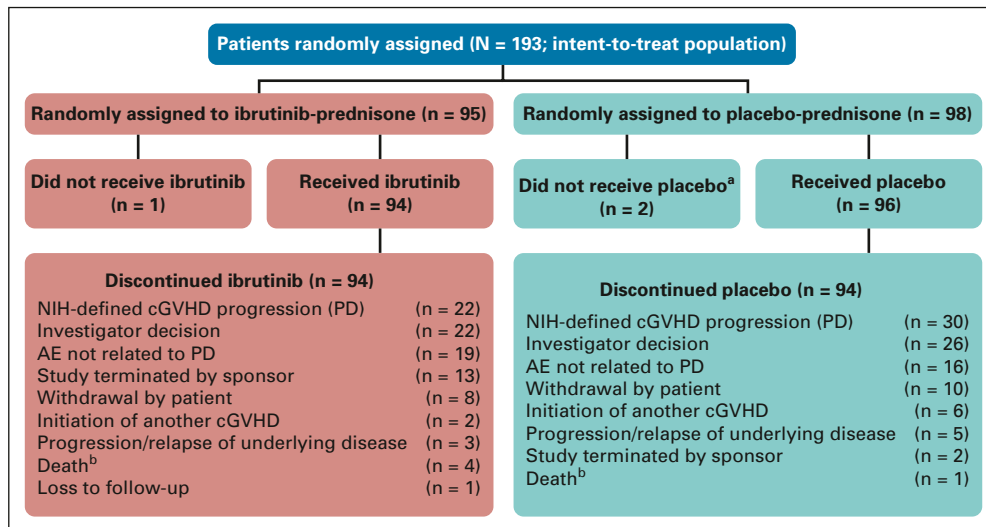 Patients randomly assigned (N = 193; intent-to-treat population)
Randomly assigned to ibrutinib-prednisone (n = 95)
Randomly assigned to placebo-prednisone (n = 98)
Did not receive ibrutinib
(n = 1)
Received ibrutinib
(n = 94)
Did not receive placeboᵃ
(n = 2)
Received placebo
(n = 96)
Discontinued ibrutinib (n = 94)
NIH-defined cGVHD progression (PD) (n = 22)
Investigator decision (n = 22)
AE not related to PD (n = 19)
Study terminated by sponsor (n = 13)
Withdrawal by patient (n = 8)
Initiation of another cGVHD (n = 2)
Progression/relapse of underlying disease (n = 3)
Deathᵇ (n = 4)
Loss to follow-up (n = 1)
Discontinued placebo (n = 94)
NIH-defined cGVHD progression (PD) (n = 30)
Investigator decision (n = 26)
AE not related to PD (n = 16)
Withdrawal by patient (n = 10)
Initiation of another cGVHD (n = 6)
Progression/relapse of underlying disease (n = 5)
Study terminated by sponsor (n = 2)
Deathᵇ (n = 1)